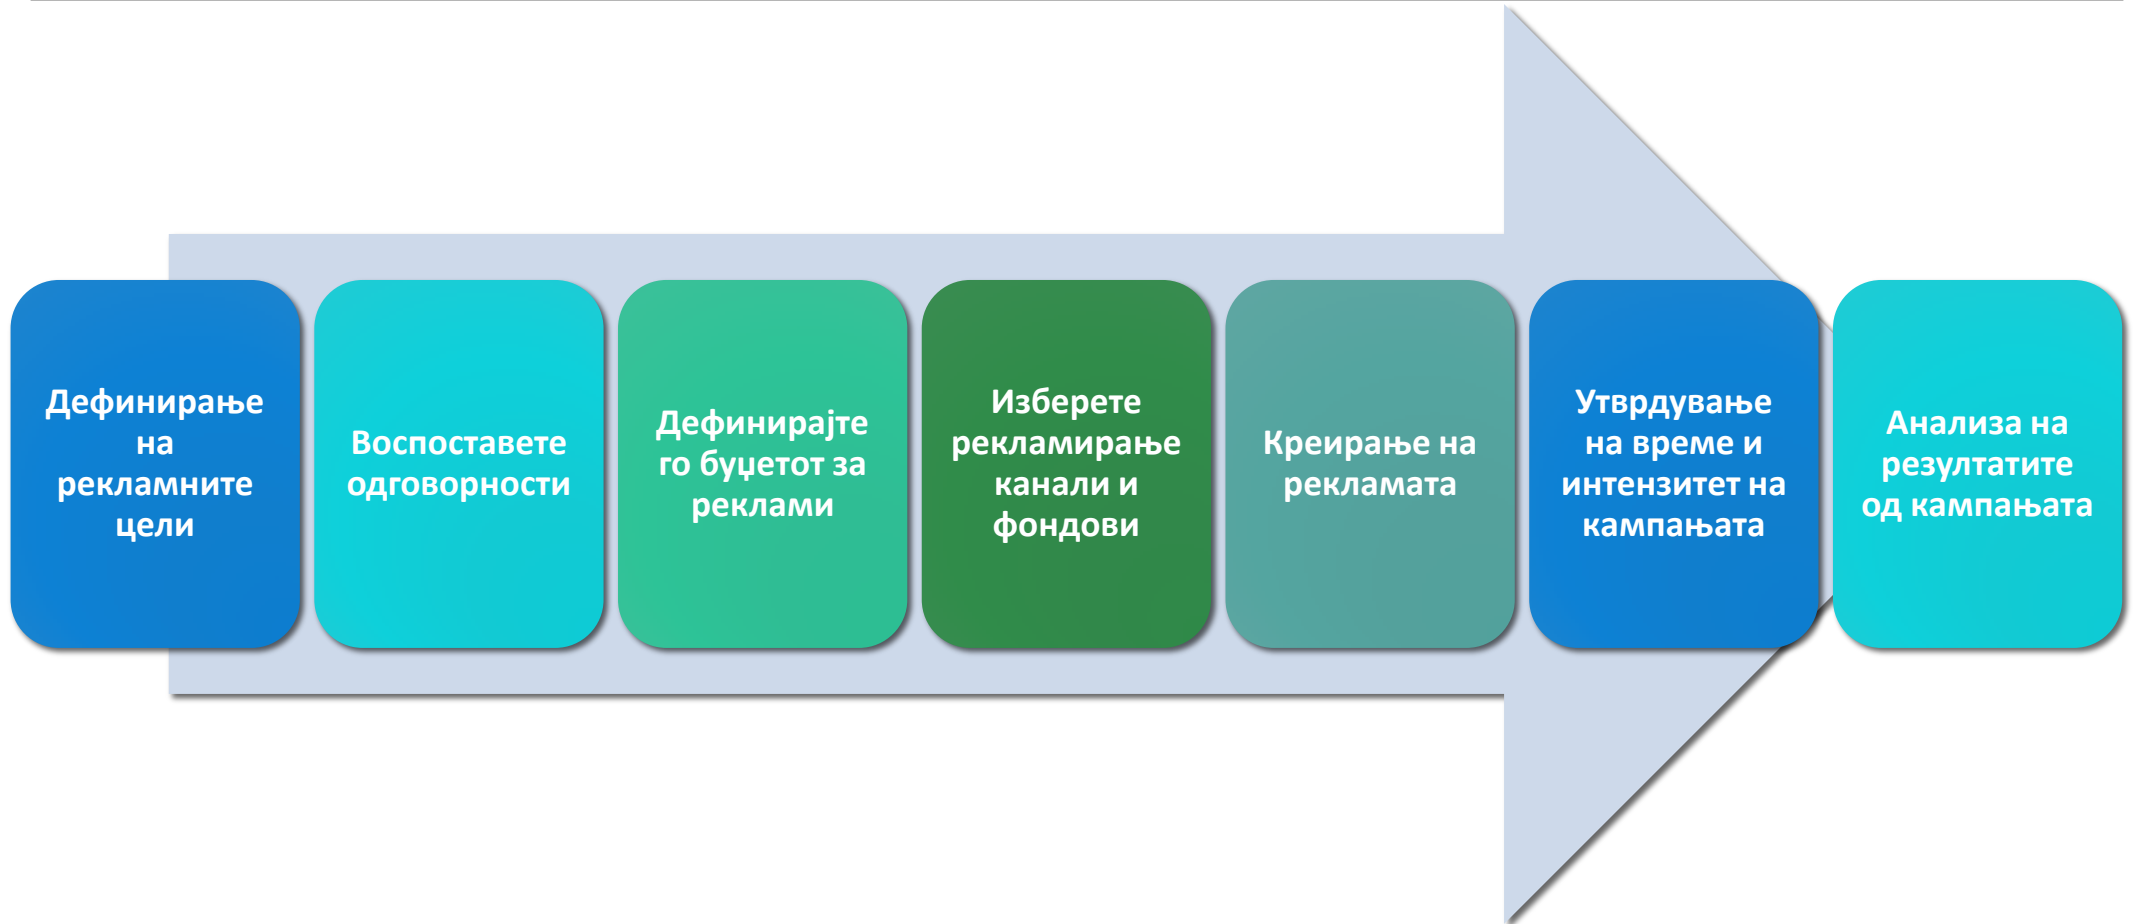 Дефинирање
на
рекламните
цели
Воспоставете
одговорности
Дефинирајте
го буџетот за
реклами
Изберете
рекламирање
канали и
фондови
Креирање на
рекламата
Утврдување
на време и
интензитет на
кампањата
Анализа на
резултатите
од кампањата